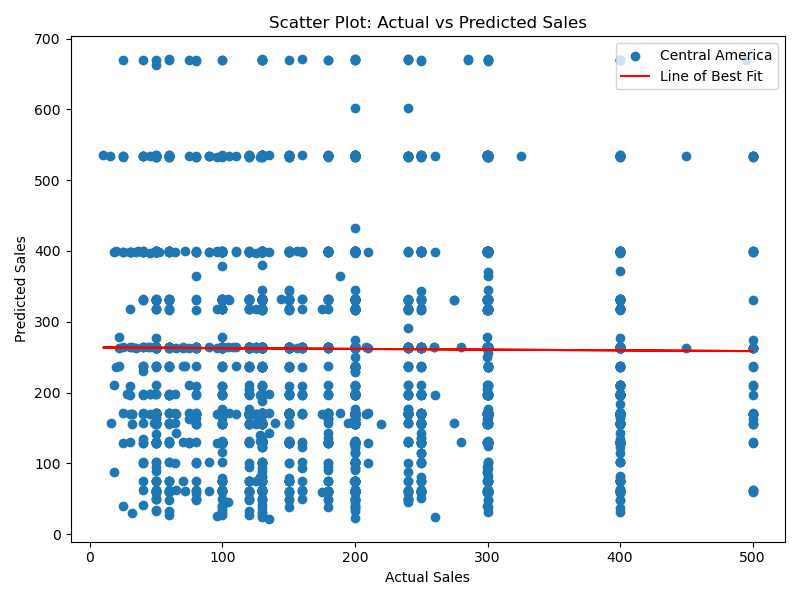 Scatter Plot: Actual vs Predicted Sales
Central America
Line of Best Fit
Predicted Sales
700
600
500
400
300
200
100
0
0 100 200 300 400 500
Actual Sales